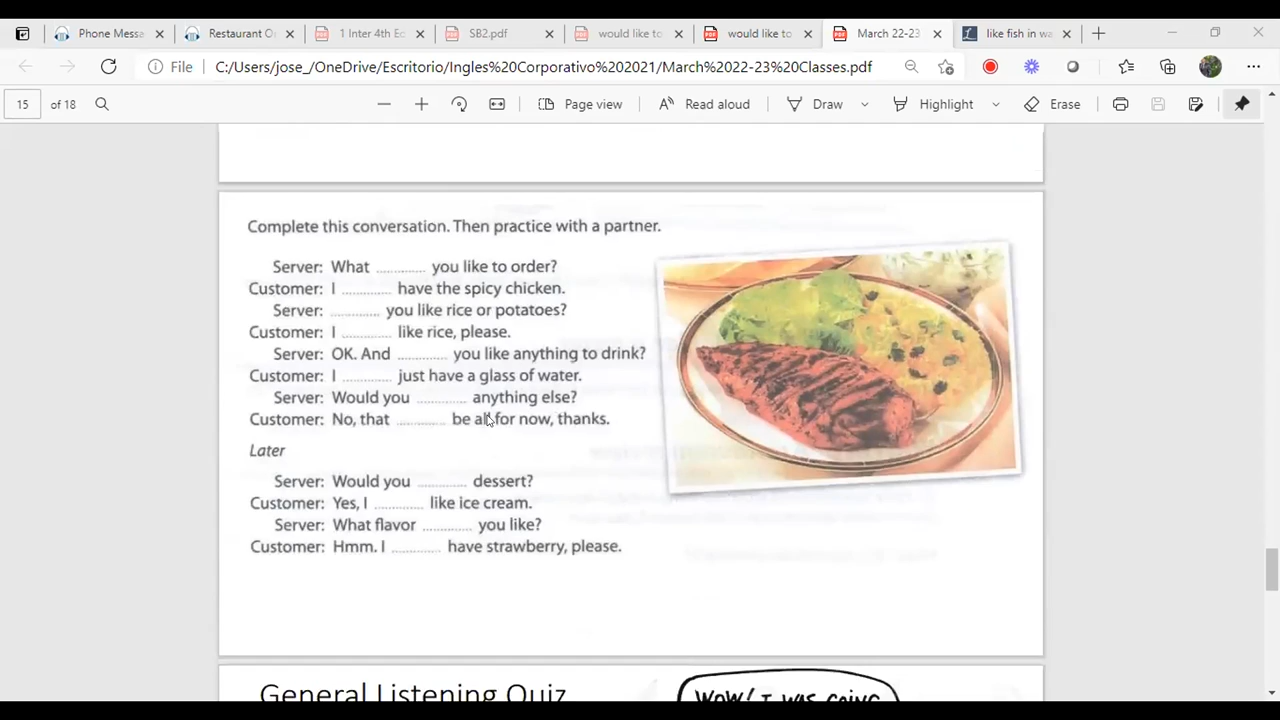 Phone Messa
Restaurant O
1 Inter 4th Ec
SB2.pdf
would like to
would like to
March 22-23
like fish in wa
File
C:/Users/jose_/OneDrive/Escritorio/Ingles%20Corporativo%202021/March%2022-23%20Classes.pdf
15 of 18
Page view
Read aloud
Draw
Highlight
Erase
Complete this conversation. Then practice with a partner.
Server: What ............ you like to order?
Customer: I ............ have the spicy chicken.
Server: ............ you like rice or potatoes?
Customer: I ............ like rice, please.
Server: OK. And ............ you like anything to drink?
Customer: I ............ just have a glass of water.
Server: Would you ............ anything else?
Customer: No, that ............ be all for now, thanks.
Later
Server: Would you ............ dessert?
Customer: Yes, I ............ like ice cream.
Server: What flavor ............ you like?
Customer: Hmm. I ............ have strawberry, please.
General Listening Quiz
WOW! I WAS GOING